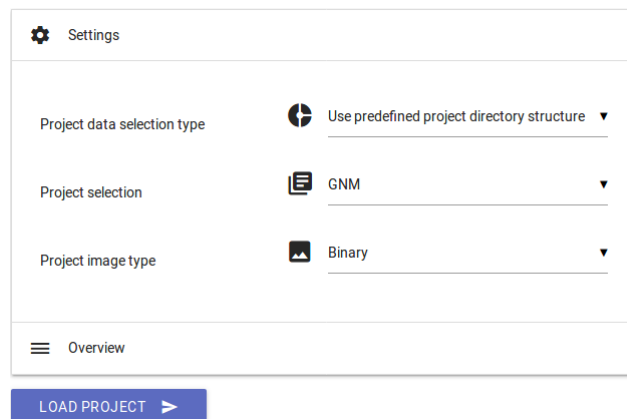 Settings
Project data selection type
Use predefined project directory structure
Project selection
GNM
Project image type
Binary
Overview
LOAD PROJECT